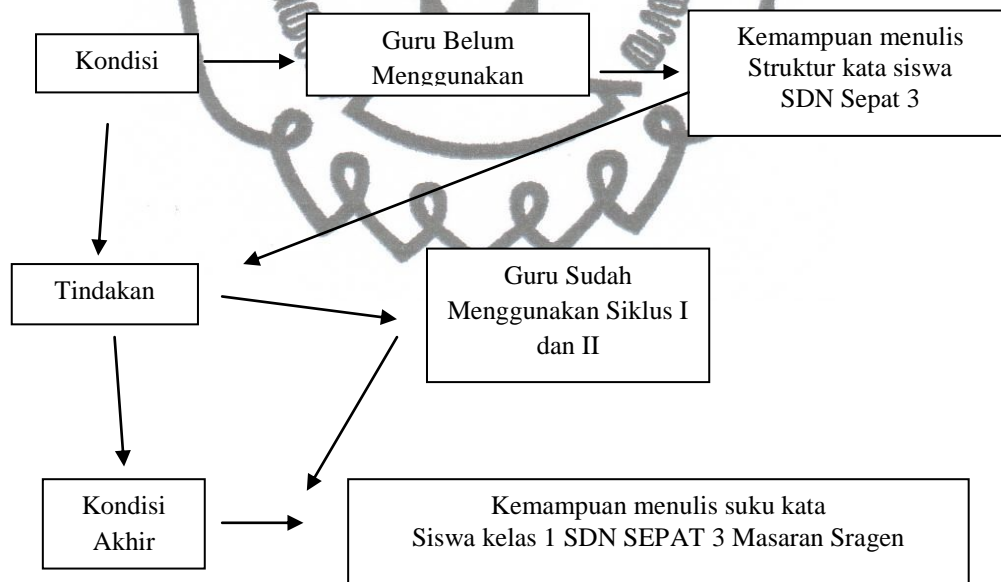 Kondisi
Guru Belum
Menggunakan
Kemampuan menulis
Struktur kata siswa
SDN Sepat 3
Tindakan
Guru Sudah
Menggunakan Siklus I
dan II
Kondisi
Akhir
Kemampuan menulis suku kata
Siswa kelas 1 SDN SEPAT 3 Masaran Sragen